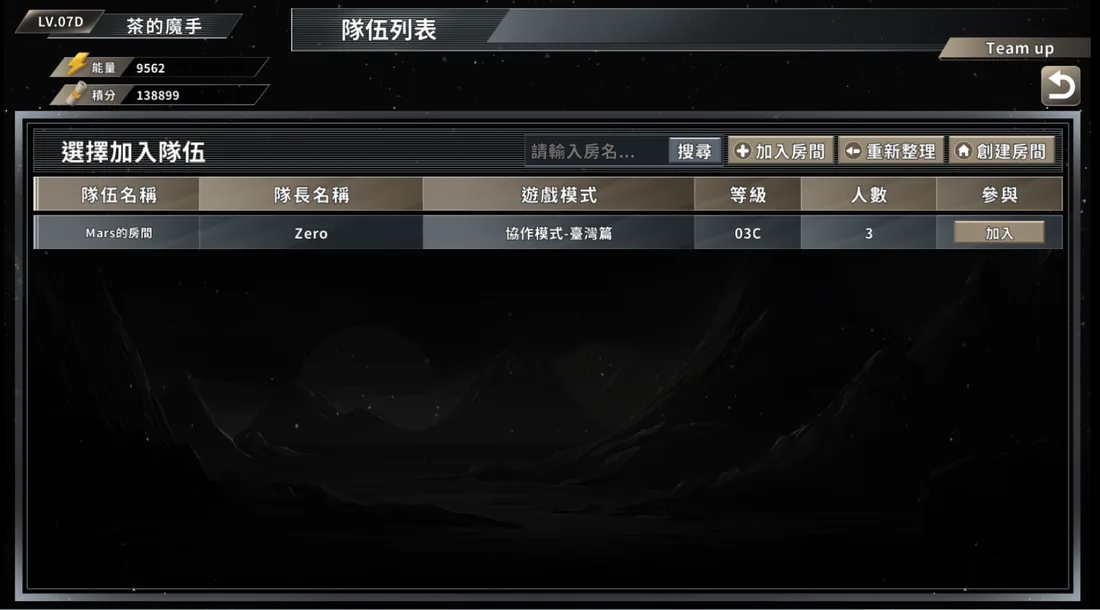 LV.07D 茶的魔手
隊伍列表
Team up
能量 9562
積分 138899
選擇加入隊伍
請輸入房名... 搜尋 加入房間 重新整理 創建房間
隊伍名稱 隊長名稱 遊戲模式 等級 人數 參與
Mars的房間 Zero 協作模式-臺灣篇 03C 3 加入